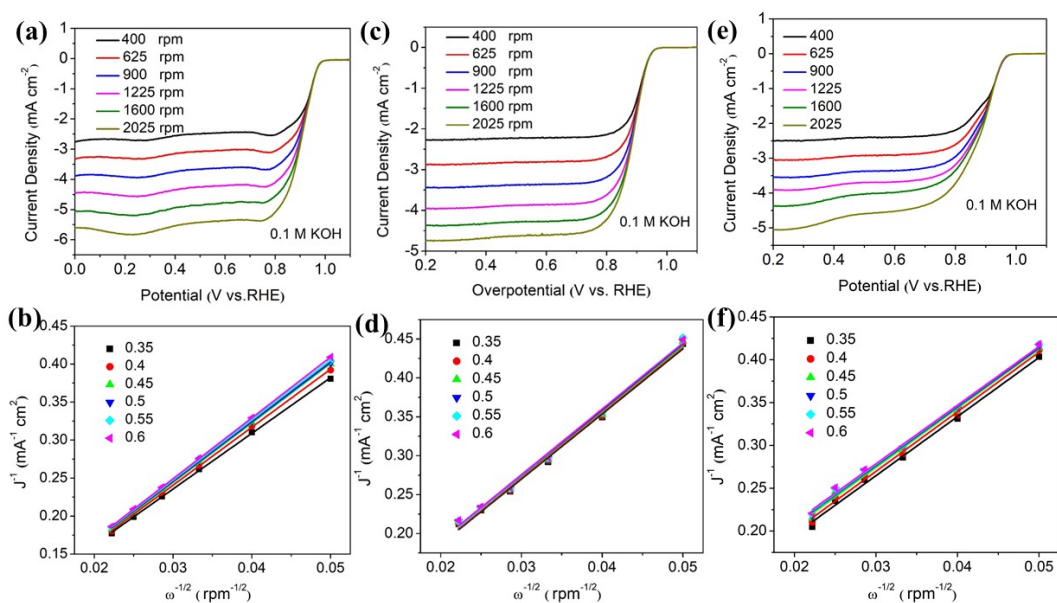 (a)
400 rpm
625 rpm
900 rpm
1225 rpm
1600 rpm
2025 rpm
0.1 M KOH
Current Density (mA cm-2)
0
-1
-2
-3
-4
-5
-6
0.0 0.2 0.4 0.6 0.8 1.0
Potential (V vs.RHE)
(c)
400 rpm
625 rpm
900 rpm
1225 rpm
1600 rpm
2025 rpm
0.1 M KOH
Current Density (mA cm-2)
0
-1
-2
-3
-4
-5
0.2 0.4 0.6 0.8 1.0
Overpotential (V vs. RHE)
(e)
400
625
900
1225
1600
2025
0.1 M KOH
Current Density (mA cm-2)
0
-1
-2
-3
-4
-5
0.2 0.4 0.6 0.8 1.0
Potential (V vs.RHE)
(b)
0.35
0.4
0.45
0.5
0.55
0.6
J-1 (mA-1 cm2)
0.45
0.40
0.35
0.30
0.25
0.20
0.15
0.02 0.03 0.04 0.05
ω-1/2 ( rpm-1/2)
(d)
0.35
0.4
0.45
0.5
0.55
0.6
J-1 (mA-1 cm2)
0.45
0.40
0.35
0.30
0.25
0.20
0.02 0.03 0.04 0.05
ω-1/2 ( rpm-1/2)
(f)
0.35
0.4
0.45
0.5
0.55
0.6
J-1 (mA-1 cm2)
0.40
0.35
0.30
0.25
0.20
0.02 0.03 0.04 0.05
ω-1/2 ( rpm-1/2)